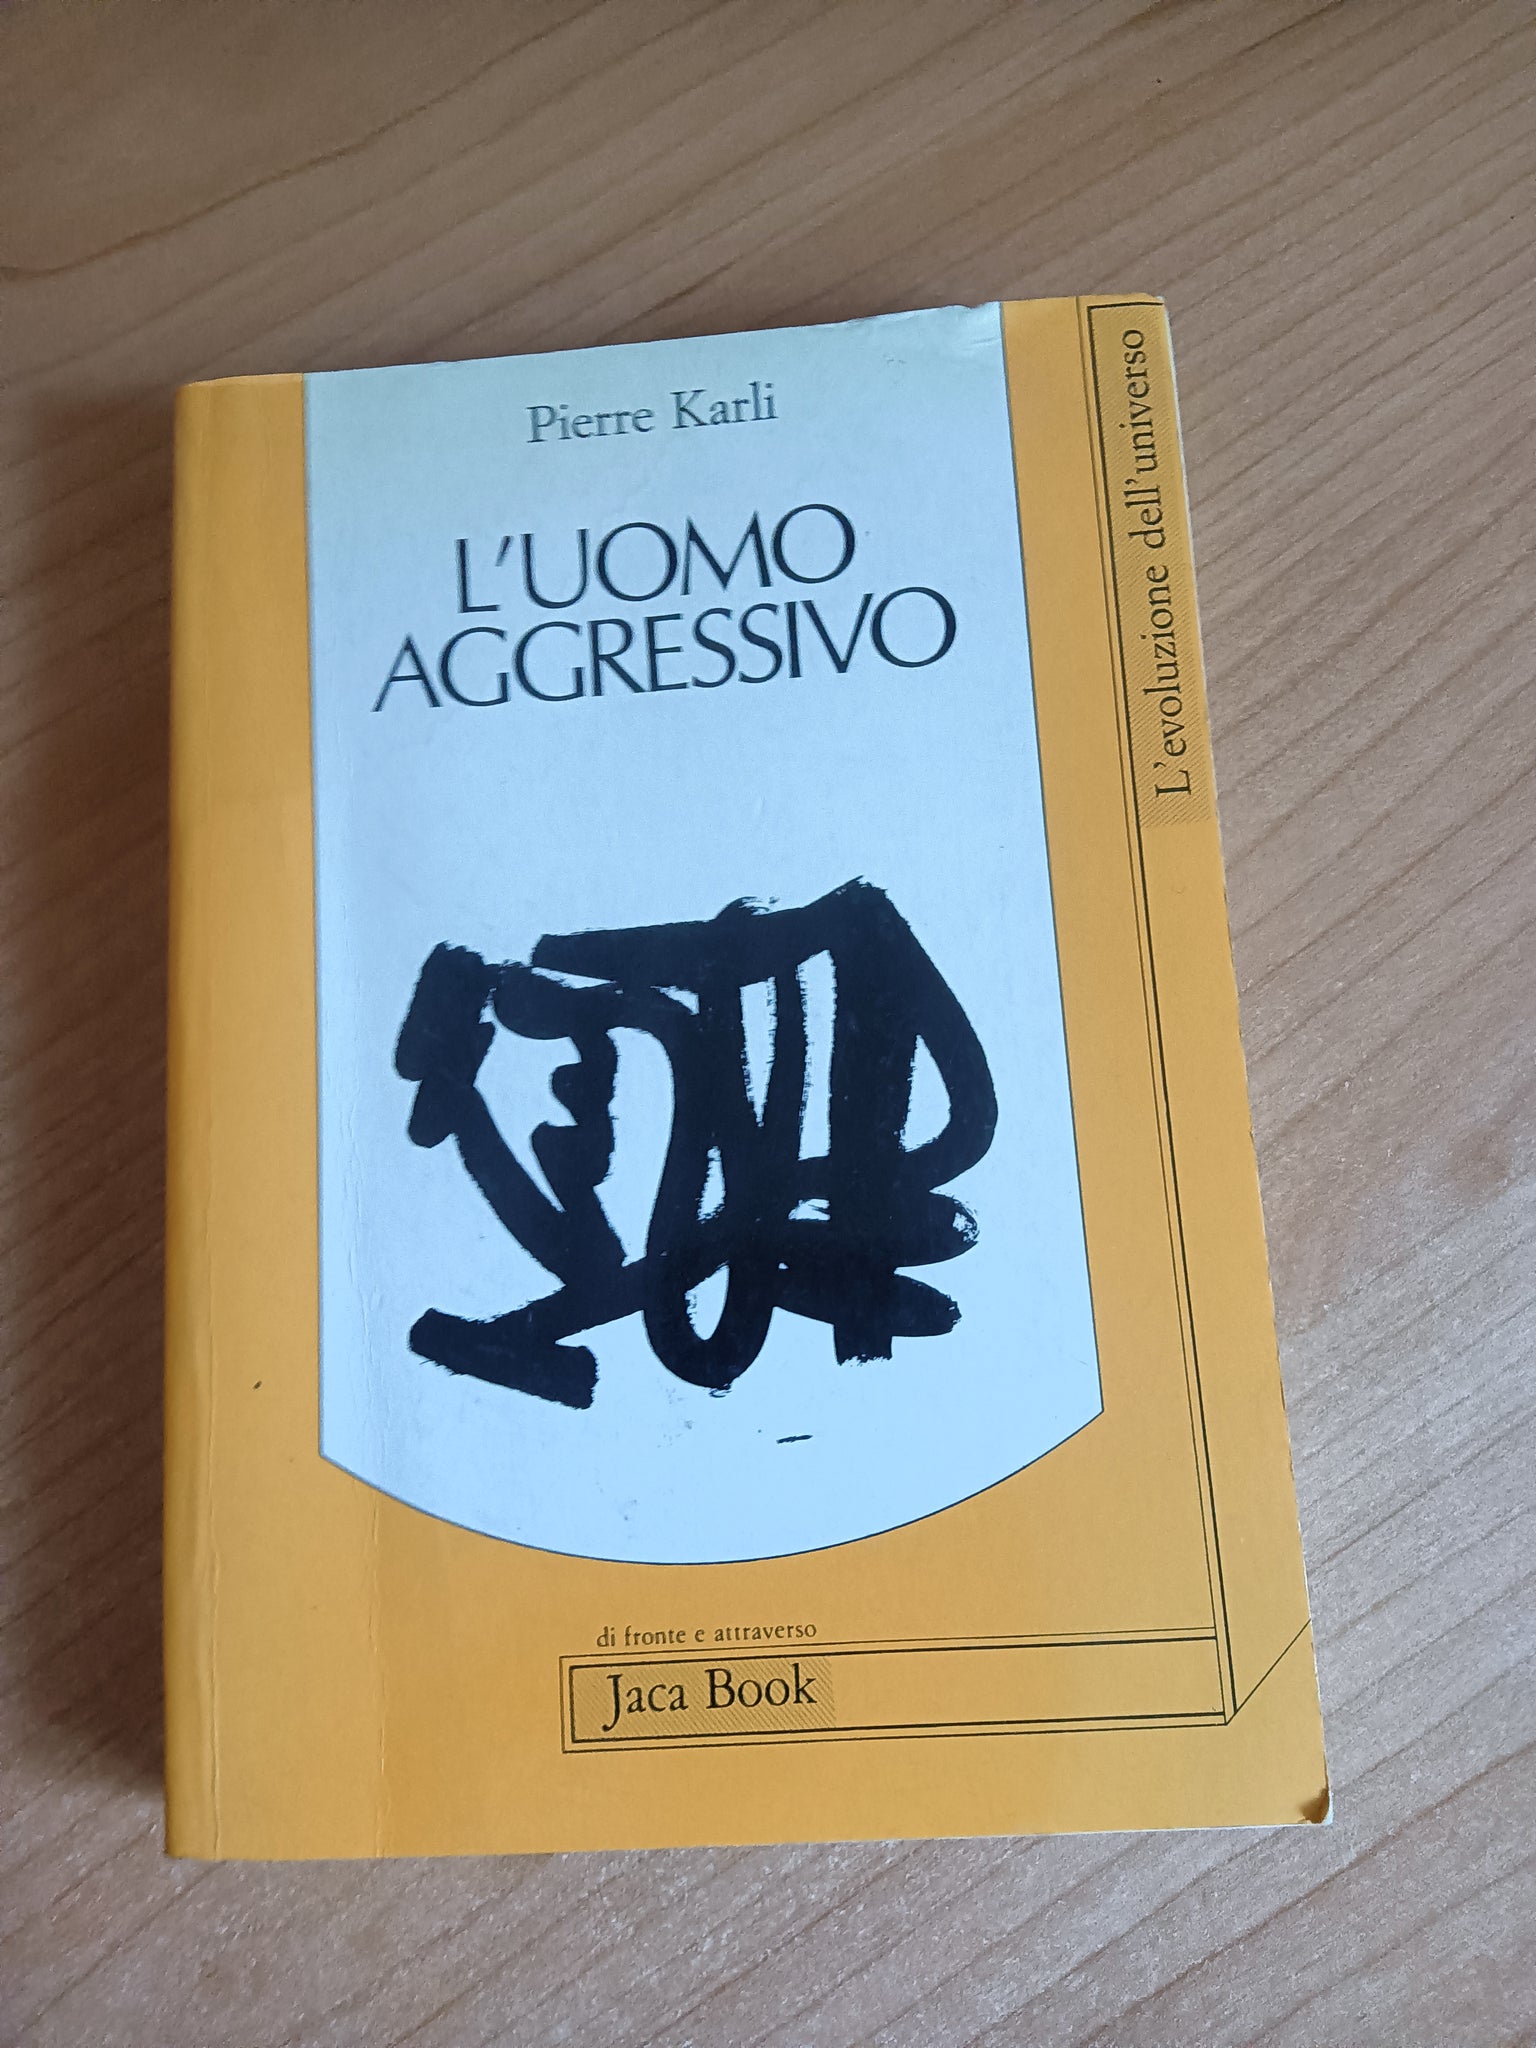 Pierre Karli
L'UOMO
AGGRESSIVO
L'evoluzione dell'universo
di fronte e attraverso
Jaca Book